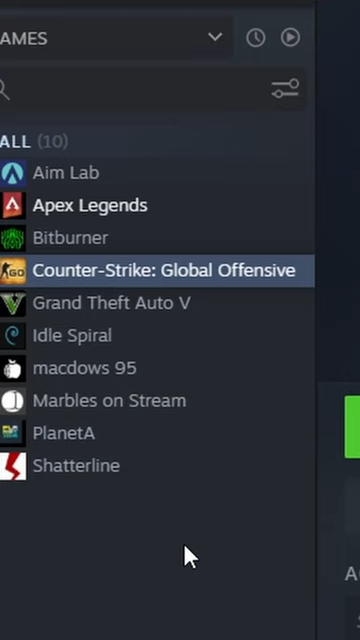 AMES
ALL (10)
Aim Lab
Apex Legends
Bitburner
Counter-Strike: Global Offensive
Grand Theft Auto V
Idle Spiral
macdows 95
Marbles on Stream
PlanetA
Shatterline